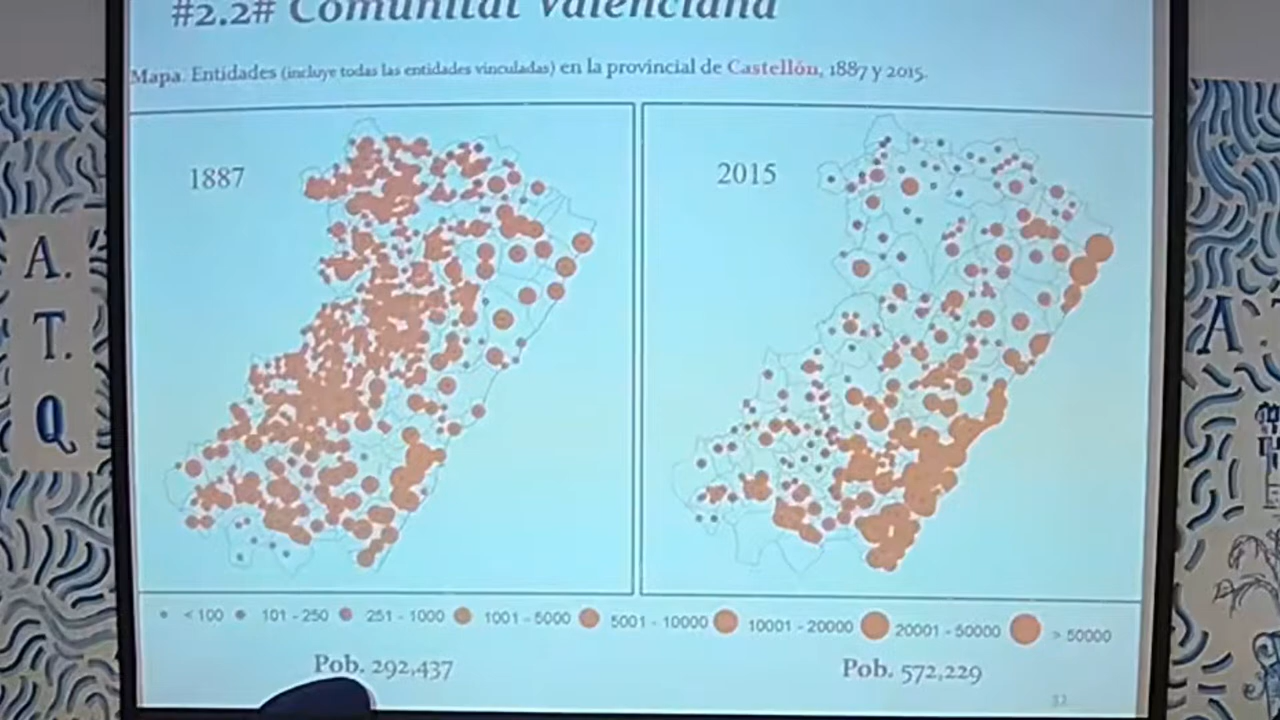 #2.2# Comunitat Valenciana
Mapa. Entidades (incluye todas las entidades vinculadas) en la provincial de Castellón, 1887 y 2015.
1887
2015
< 100 101 - 250 251 - 1000 1001 - 5000 5001 - 10000 10001 - 20000 20001 - 50000 > 50000
Pob. 292,437
Pob. 572,229
A.
T.
Q
A.